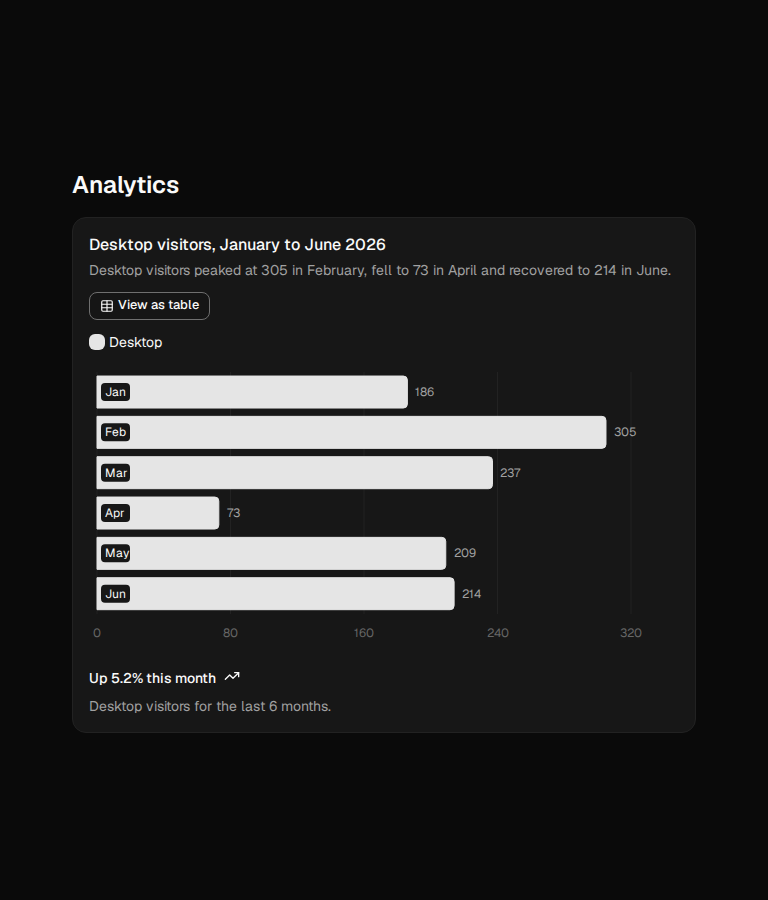 Analytics
Desktop visitors, January to June 2026
Desktop visitors peaked at 305 in February, fell to 73 in April and recovered to 214 in June.
View as table
Desktop
Jan 186
Feb 305
Mar 237
Apr 73
May 209
Jun 214
0 80 160 240 320
Up 5.2% this month
Desktop visitors for the last 6 months.